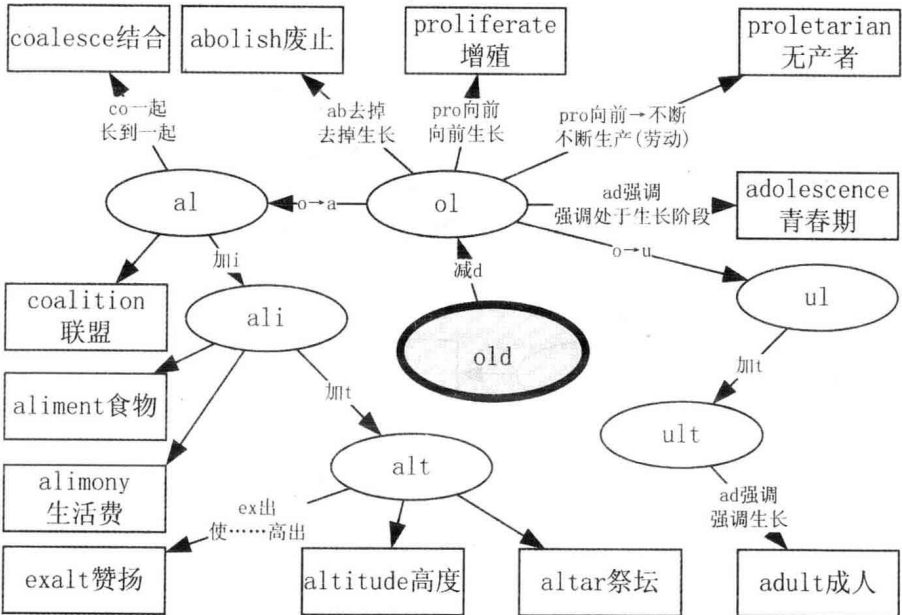 coalesce结合
abolish废止
proliferate
增殖
proletarian
无产者
co一起
长到一起
ab去掉
去掉生长
pro向前
向前生长
pro向前→不断
不断生产(劳动)
al
o→a
ol
ad强调
强调处于生长阶段
adolescence
青春期
加i
减d
o→u
coalition
联盟
ali
ul
old
aliment食物
加t
加t
alimony
生活费
alt
ult
ex出
使……高出
ad强调
强调生长
exalt赞扬
altitude高度
altar祭坛
adult成人